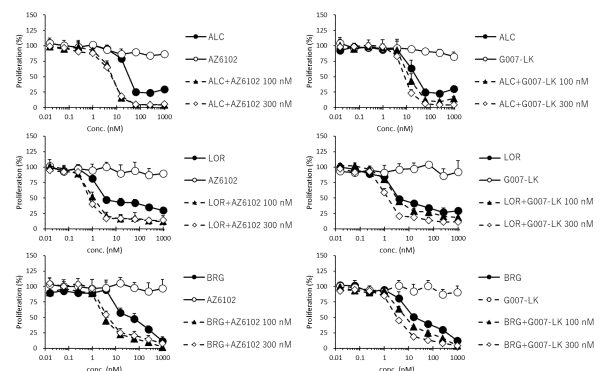 Proliferation (%)
150
125
100
75
50
25
0
0.01 0.1 1 10 100 1000
Conc. (nM)
ALC
AZ6102
ALC+AZ6102 100 nM
ALC+AZ6102 300 nM
Proliferation (%)
150
125
100
75
50
25
0
0.01 0.1 1 10 100 1000
conc. (nM)
ALC
G007-LK
ALC+G007-LK 100 nM
ALC+G007-LK 300 nM
Proliferation (%)
150
125
100
75
50
25
0
0.01 0.1 1 10 100 1000
conc. (nM)
LOR
AZ6102
LOR+AZ6102 100 nM
LOR+AZ6102 300 nM
Proliferation (%)
150
125
100
75
50
25
0
0.01 0.1 1 10 100 1000
conc. (nM)
LOR
G007-LK
LOR+G007-LK 100 nM
LOR+G007-LK 300 nM
Proliferation (%)
150
125
100
75
50
25
0
0.01 0.1 1 10 100 1000
conc. (nM)
BRG
AZ6102
BRG+AZ6102 100 nM
BRG+AZ6102 300 nM
Proliferation (%)
150
125
100
75
50
25
0
0.01 0.1 1 10 100 1000
conc. (nM)
BRG
G007-LK
BRG+G007-LK 100 nM
BRG+G007-LK 300 nM